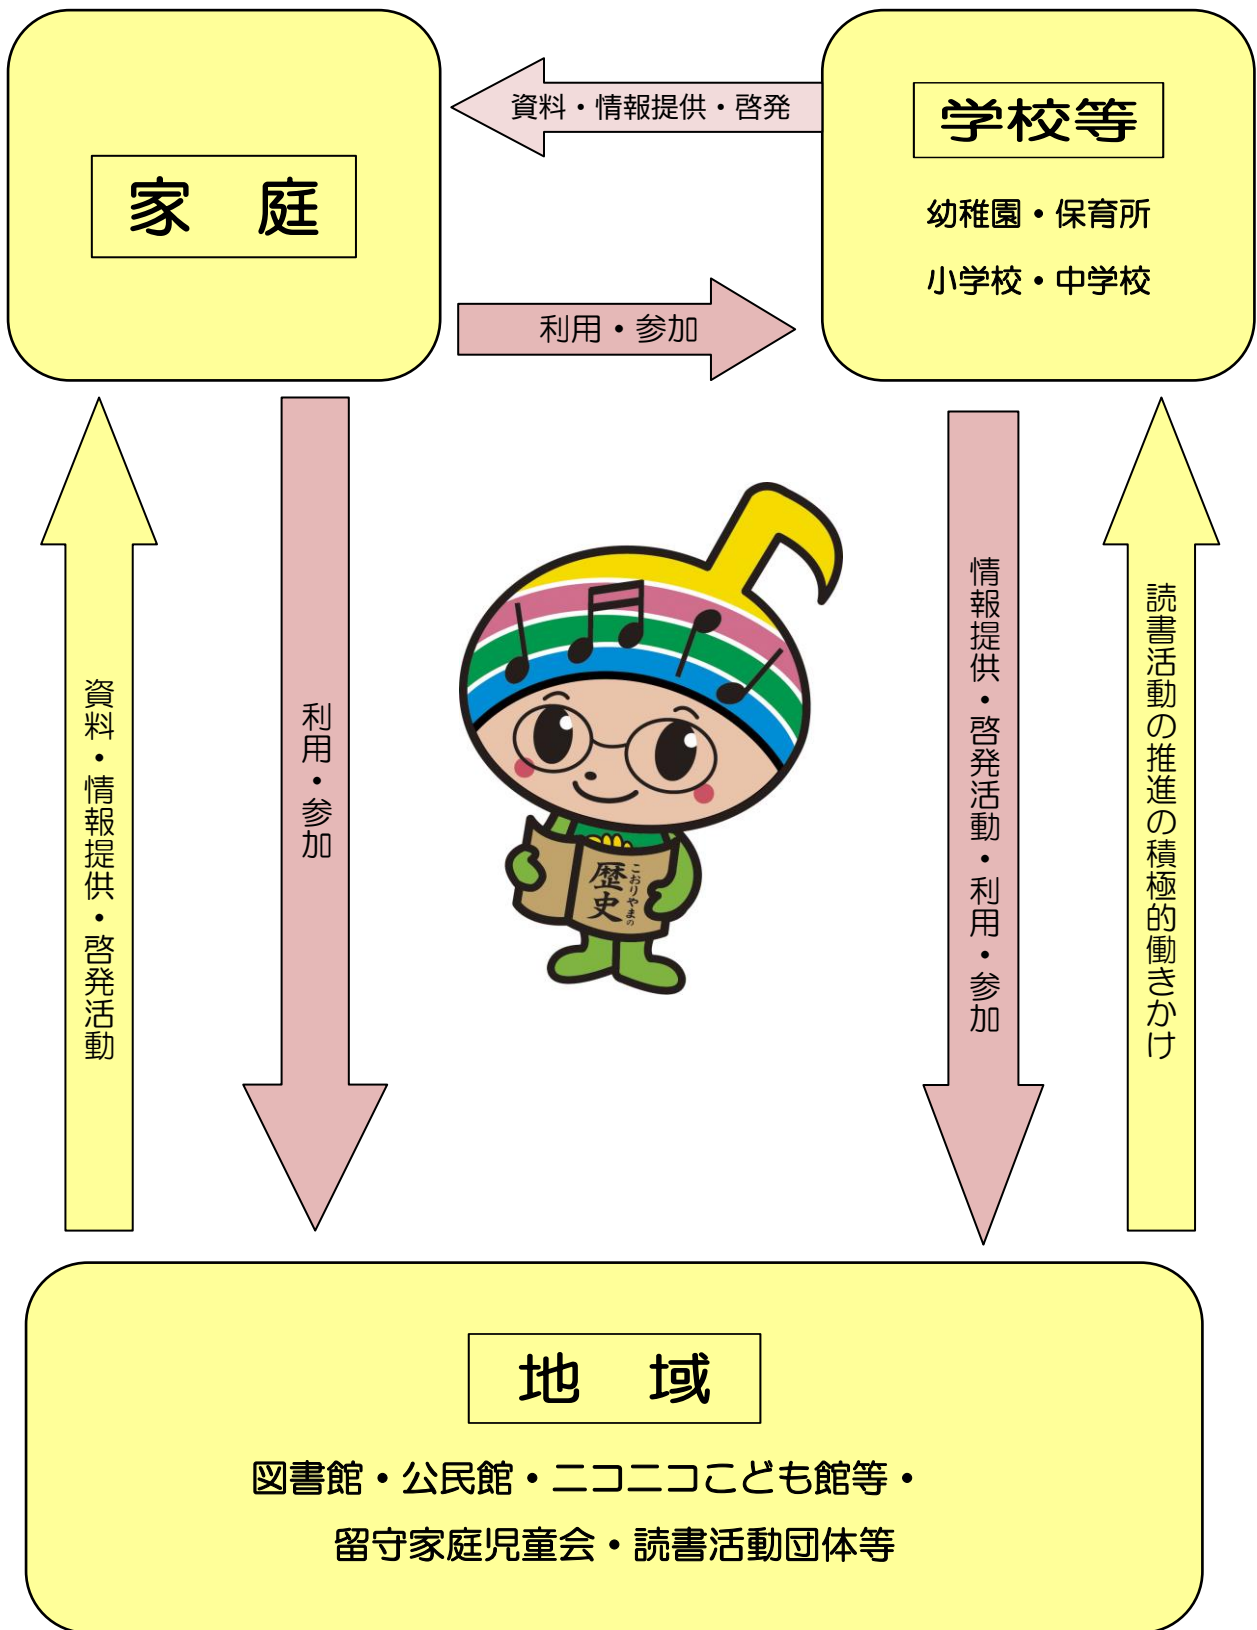 家　庭
資料・情報提供・啓発
学校等
幼稚園・保育所
小学校・中学校
利用・参加
資料・情報提供・啓発活動
利用・参加
こおりやまの
歴史
情報提供・啓発活動・利用・参加
読書活動の推進の積極的働きかけ
地　域
図書館・公民館・ニコニコこども館等・
留守家庭児童会・読書活動団体等